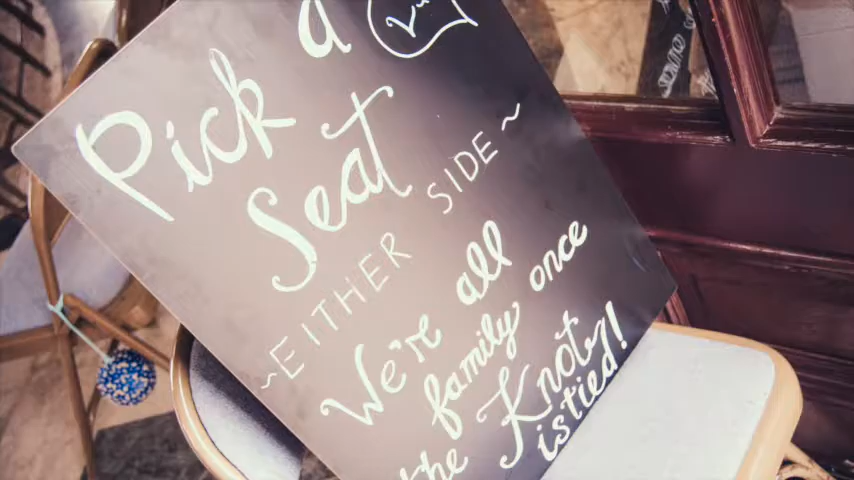 Pick a
Seat
~EITHER SIDE~
We're all
family once
the Knot
is tied!